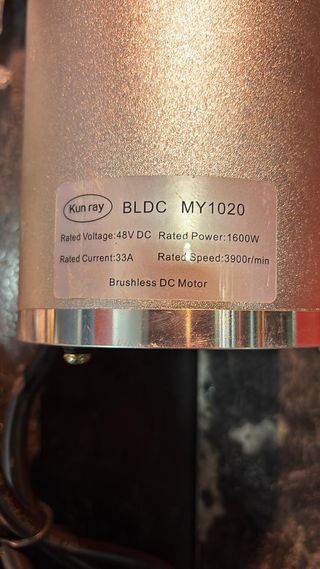 Kun ray BLDC MY1020
Rated Voltage:48V DC Rated Power:1600W
Rated Current:33A Rated Speed:3900r/min
Brushless DC Motor